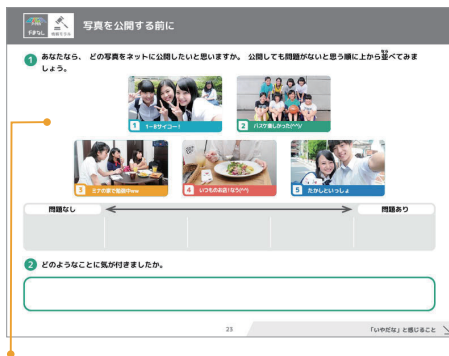 写真を公開する前に
1 あなたなら、 どの写真をネットに公開したいと思いますか。 公開しても問題がないと思う順に上から並べてみま
しょう。
1 1-Bサイコー!
2 バスケ楽しかった(^^)/
3 ミアの家で勉強中www
4 いつものお店!なう(^^)
5 たかしといっしょ
問題なし
問題あり
2 どのようなことに気が付きましたか。
23
「いやだな」と感じること